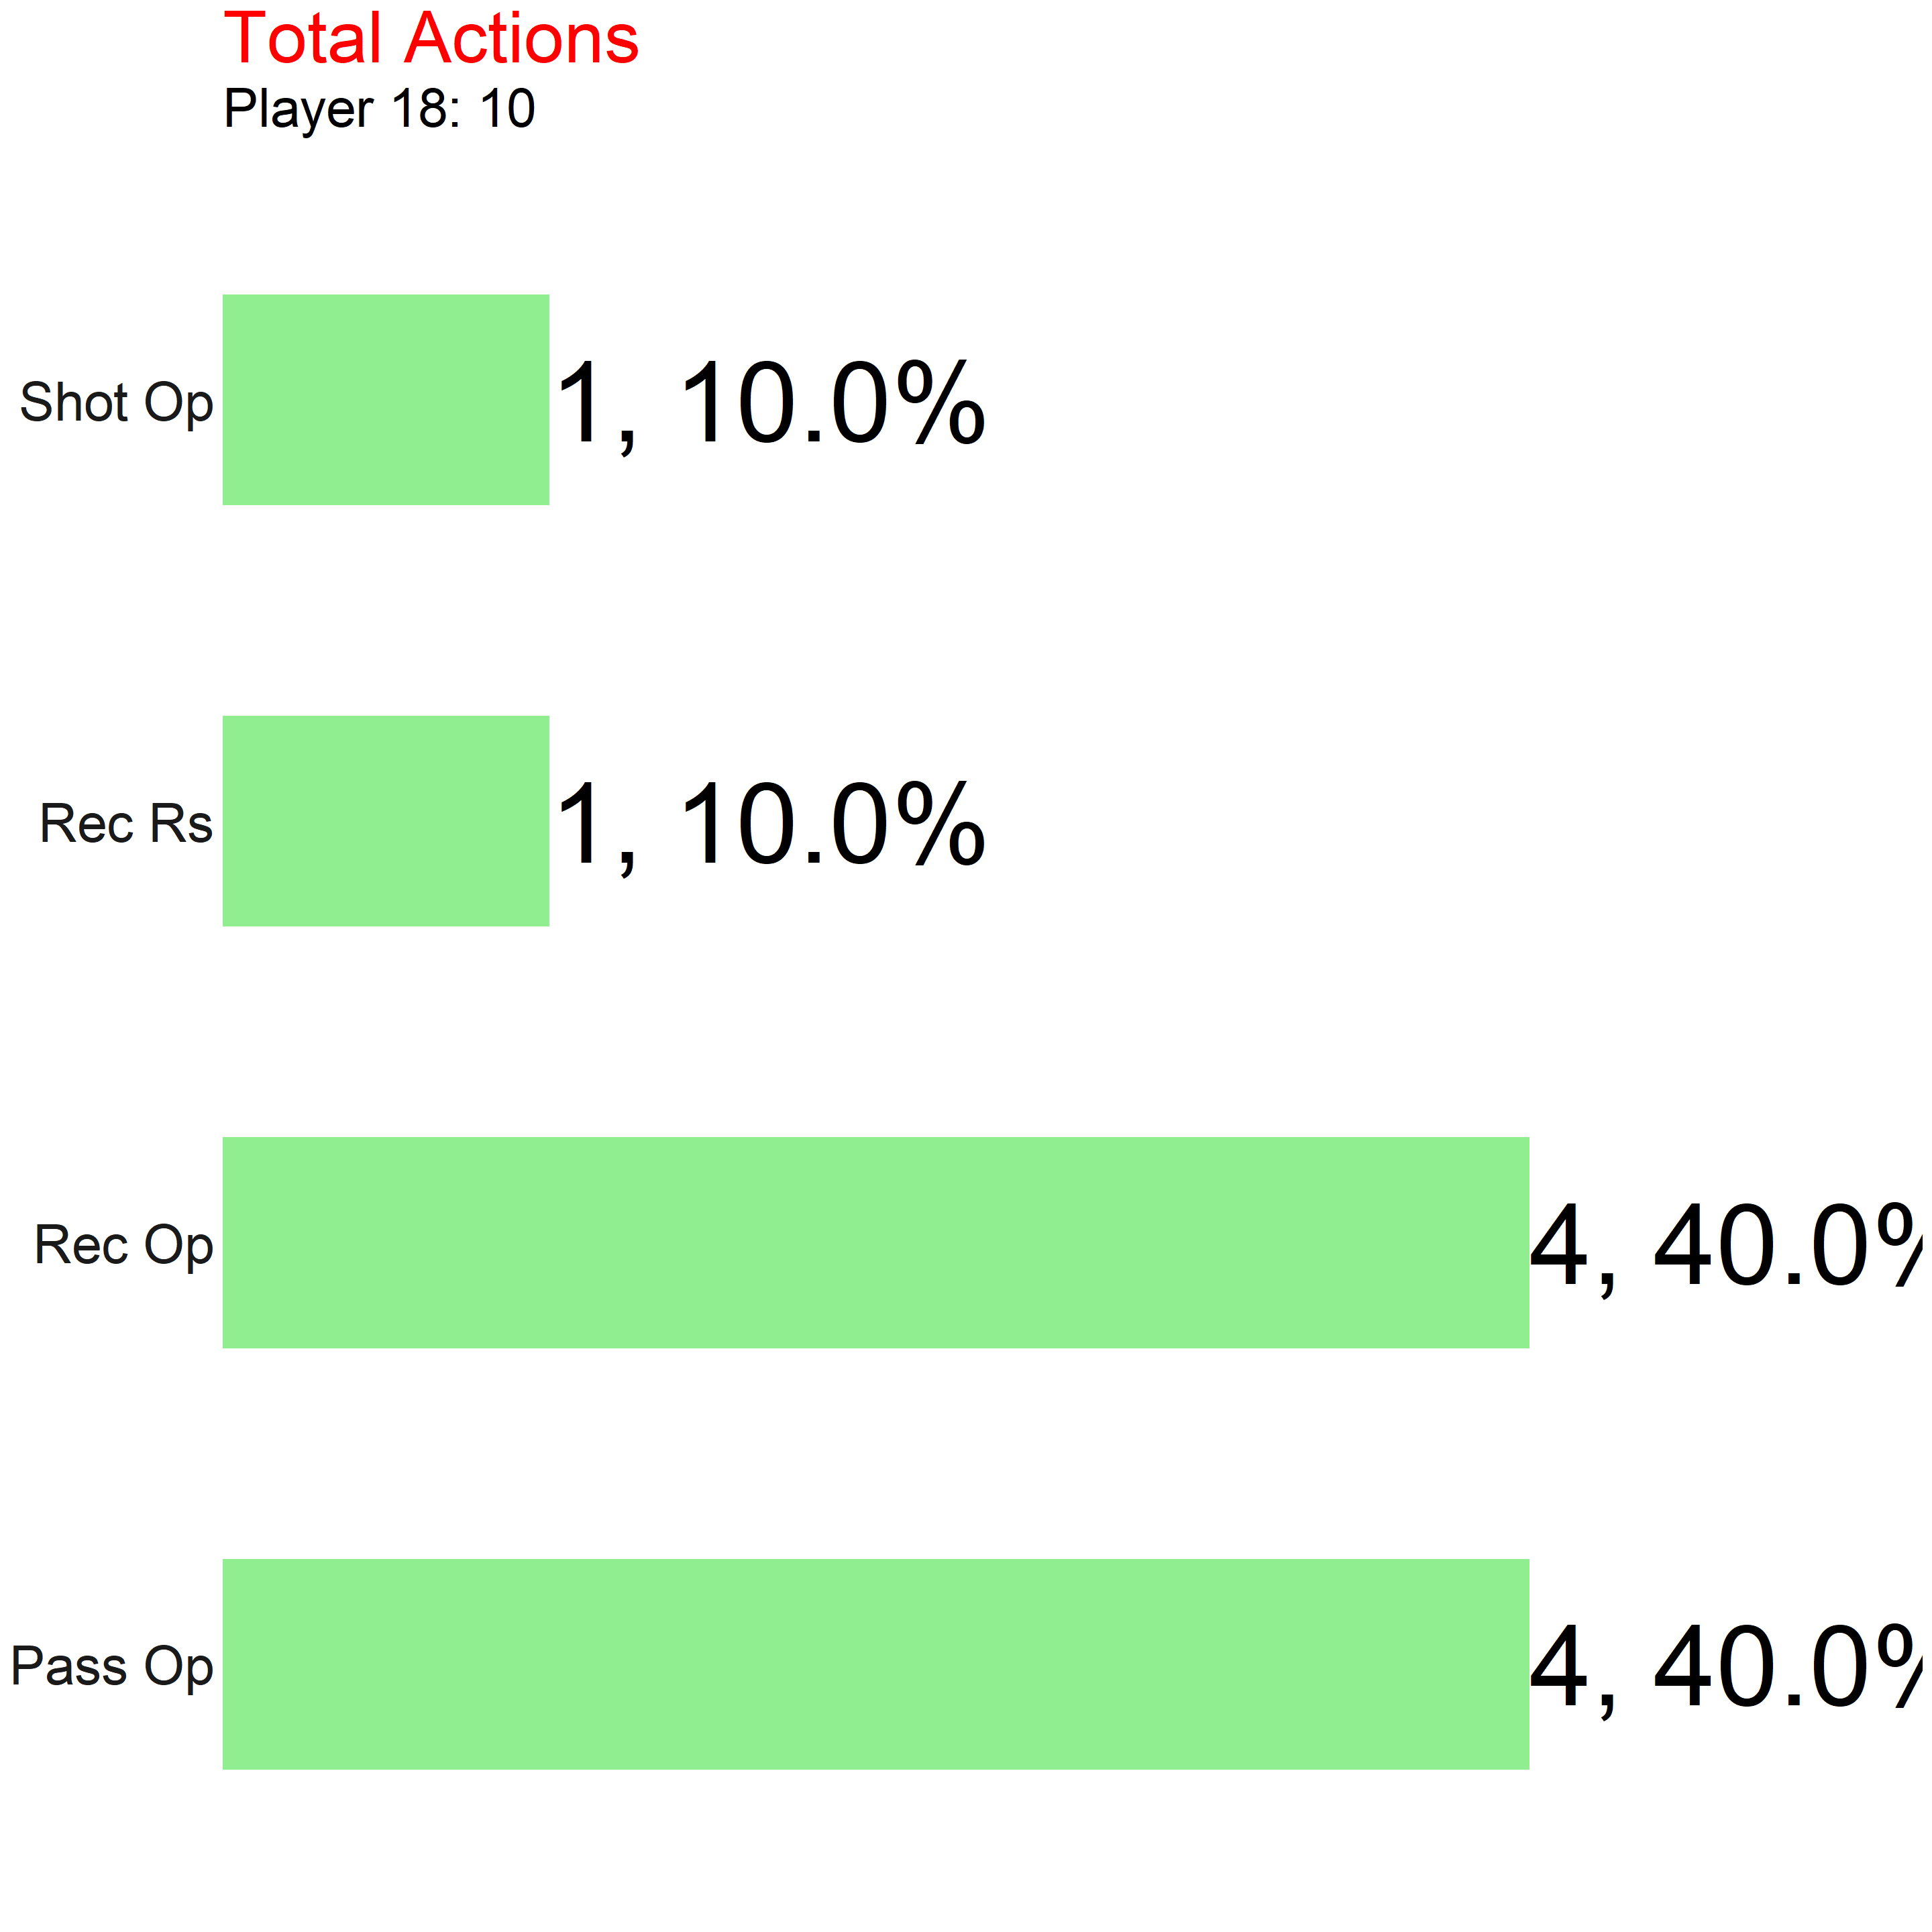 Total Actions
Player 18: 10
Shot Op 1, 10.0%
Rec Rs 1, 10.0%
Rec Op 4, 40.0%
Pass Op 4, 40.0%